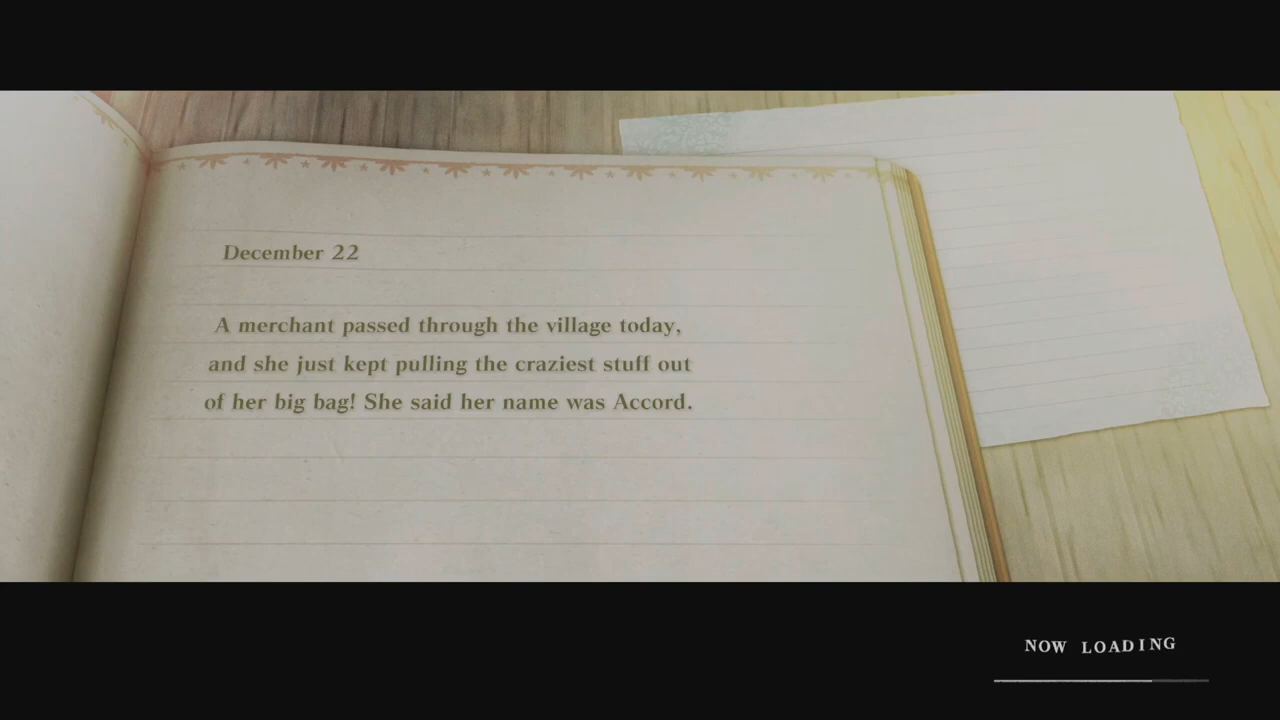 December 22
A merchant passed through the village today,
and she just kept pulling the craziest stuff out
of her big bag! She said her name was Accord.
NOW LOADING